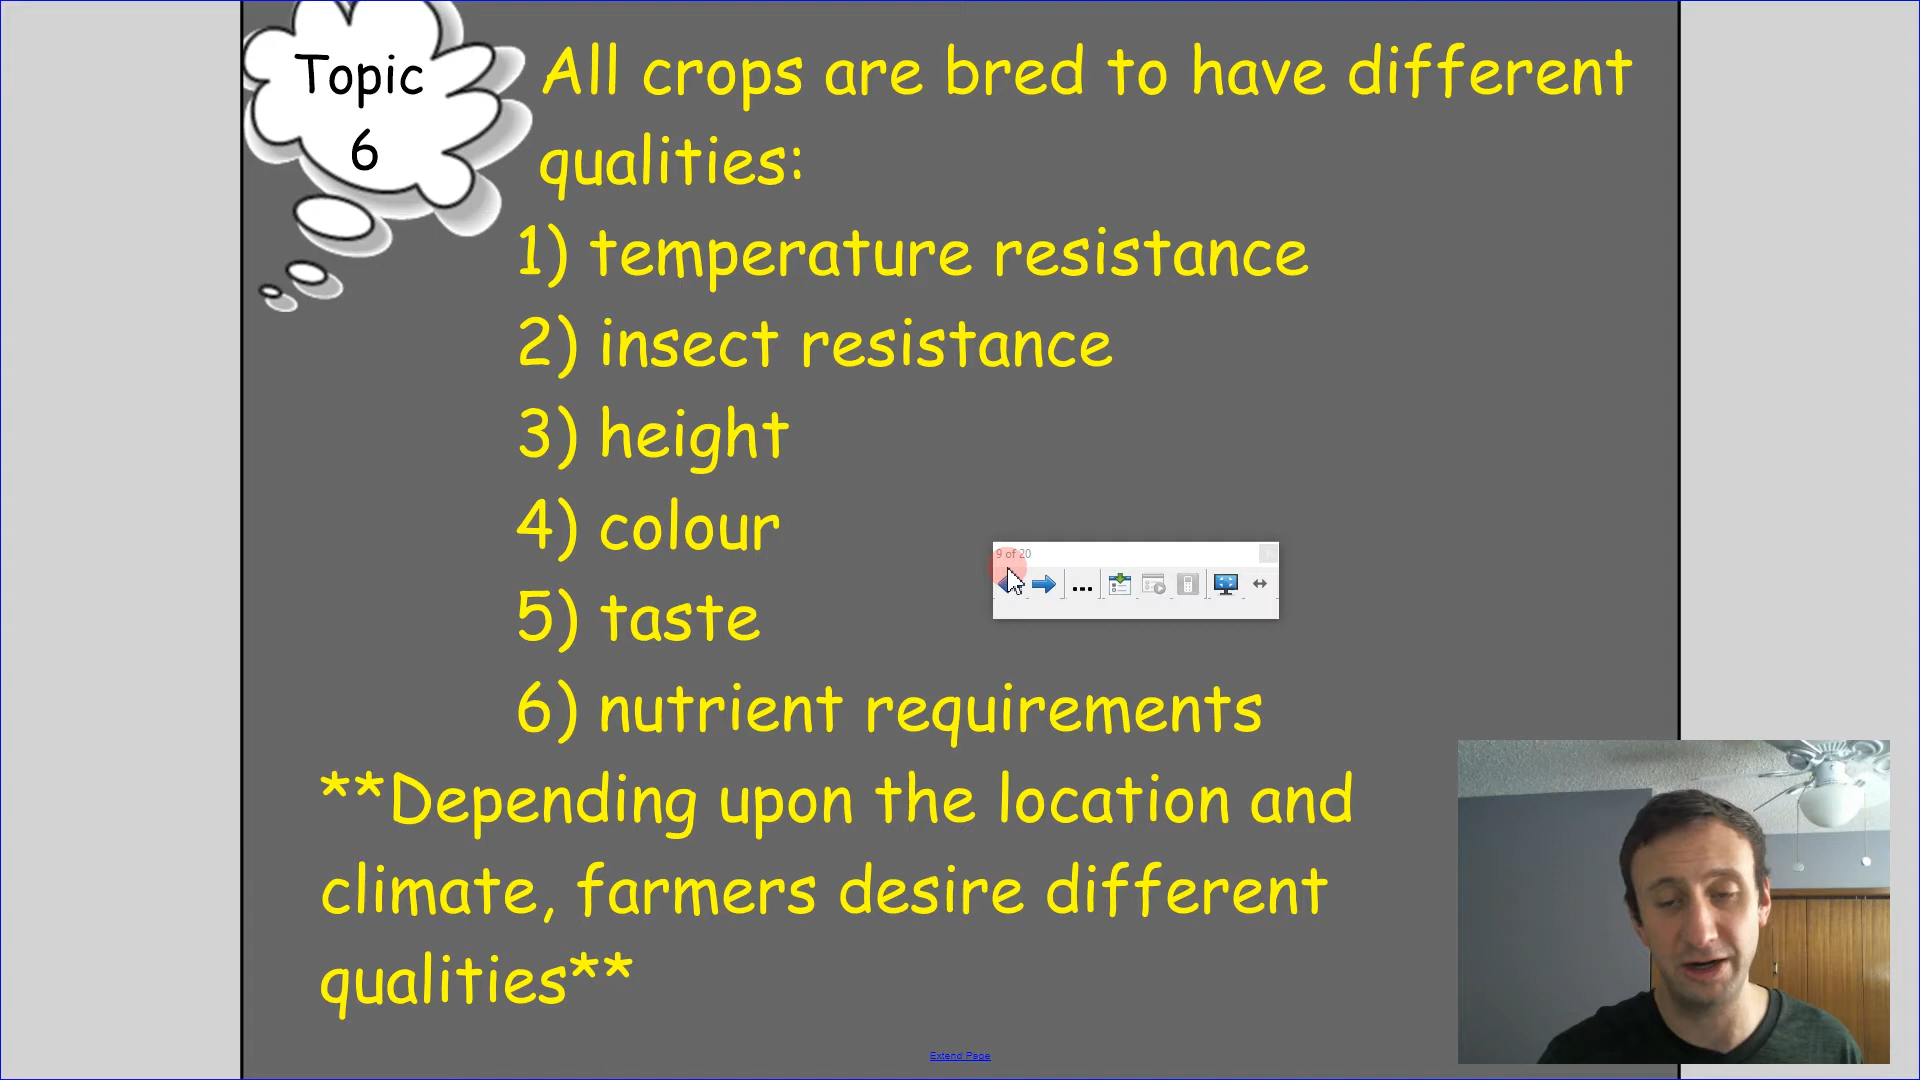 Topic
6
All crops are bred to have different
qualities:
1) temperature resistance
2) insect resistance
3) height
4) colour
5) taste
6) nutrient requirements
**Depending upon the location and
climate, farmers desire different
qualities**
9 of 20
...
Extend Page